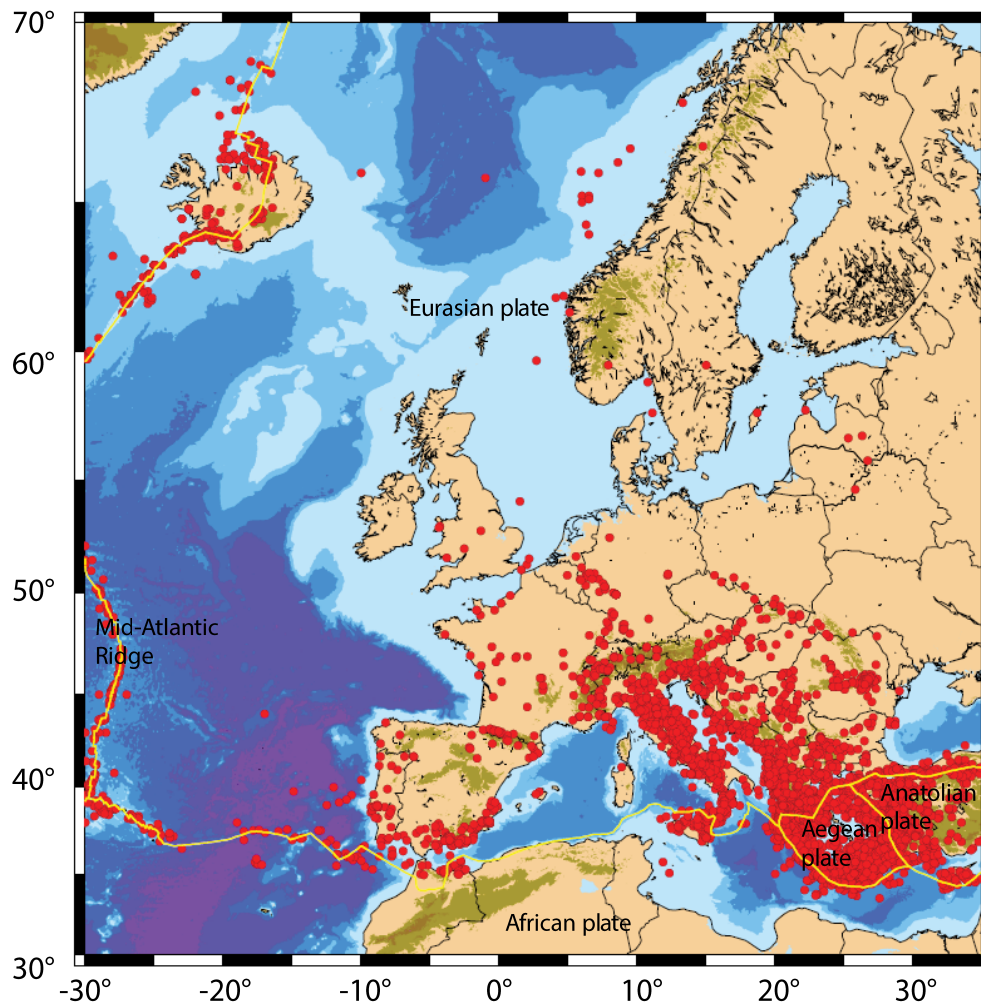 70°
60°
50°
40°
30°
-30°
-20°
-10°
0°
10°
20°
30°
Eurasian plate
Mid-Atlantic
Ridge
Anatolian
plate
Aegean
plate
African plate